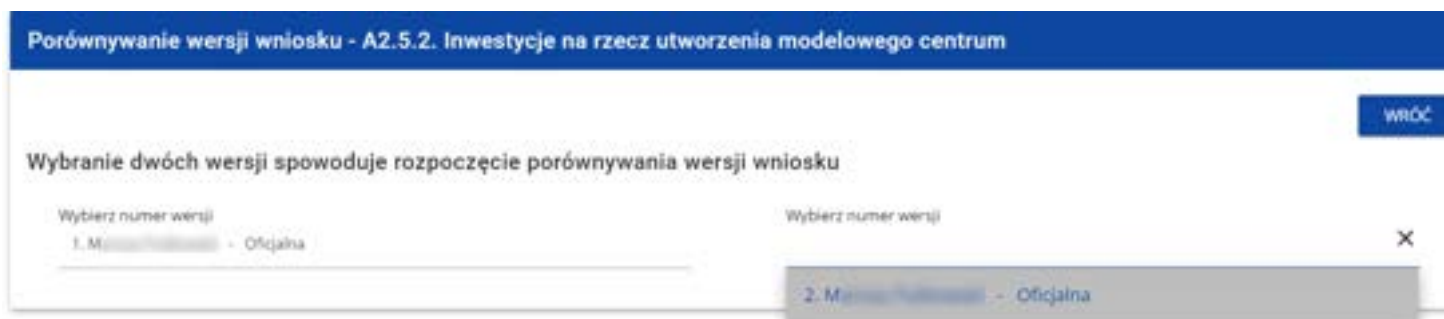 Porównywanie wersji wniosku - A2.5.2. Inwestycje na rzecz utworzenia modelowego centrum
WRÓĆ
Wybranie dwóch wersji spowoduje rozpoczęcie porównywania wersji wniosku
Wybierz numer wersji
Wybierz numer wersji
1. M - Oficjalna
2. M - Oficjalna